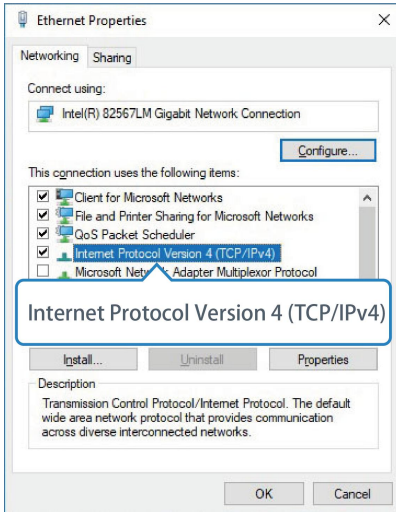 Ethernet Properties
Networking
Sharing
Connect using:
Intel(R) 82567LM Gigabit Network Connection
Configure...
This connection uses the following items:
Client for Microsoft Networks
File and Printer Sharing for Microsoft Networks
QoS Packet Scheduler
Internet Protocol Version 4 (TCP/IPv4)
Microsoft Network Adapter Multiplexor Protocol
Internet Protocol Version 4 (TCP/IPv4)
Install...
Uninstall
Properties
Description
Transmission Control Protocol/Internet Protocol. The default
wide area network protocol that provides communication
across diverse interconnected networks.
OK
Cancel